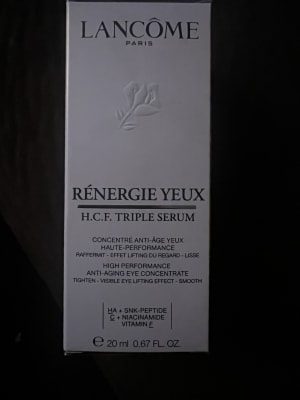 LANCÔME
PARIS
RÉNERGIE YEUX
H.C.F. TRIPLE SERUM
CONCENTRÉ ANTI-ÂGE YEUX
HAUTE-PERFORMANCE
RAFFERMIT - EFFET LIFTING DU REGARD - LISSE
HIGH PERFORMANCE
ANTI-AGING EYE CONCENTRATE
TIGHTEN - VISIBLE EYE LIFTING EFFECT - SMOOTH
HA + SNK-PEPTIDE
C + NIACINAMIDE
VITAMIN F
e 20 ml 0.67 FL. OZ.